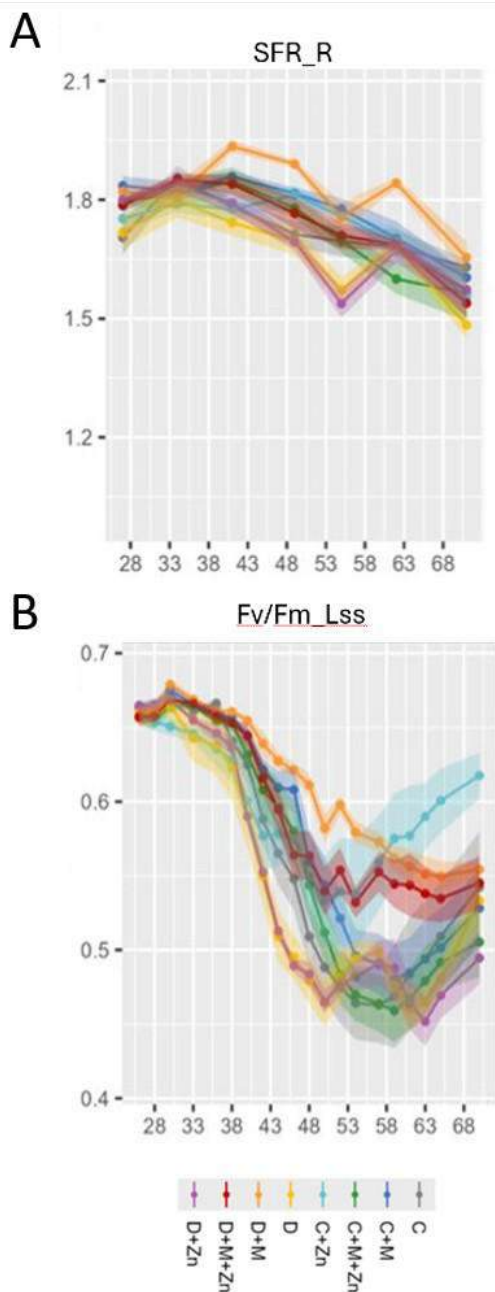 A
SFR_R
2.1
1.8
1.5
1.2
28 33 38 43 48 53 58 63 68
B
Fv/Fm_Lss
0.7
0.6
0.5
0.4
28 33 38 43 48 53 58 63 68
D+Zn
D+M+Zn
D+M
D
C+Zn
C+M+Zn
C+M
C